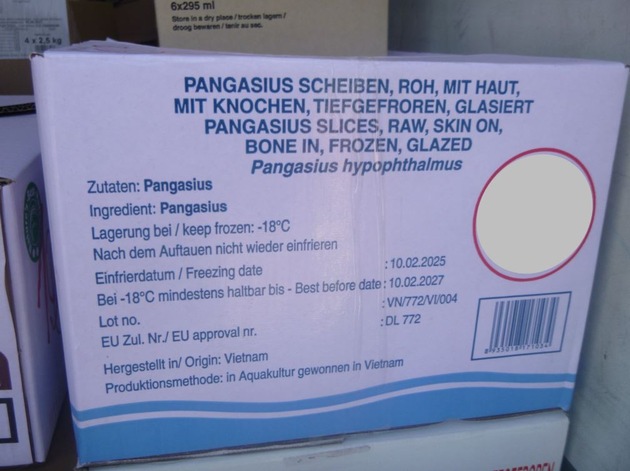 6x295 ml
Store in a dry place / trocken lagern /
droog bewaren / tenir au sec.
4 x 2,5 kg
PANGASIUS SCHEIBEN, ROH, MIT HAUT,
MIT KNOCHEN, TIEFGEFROREN, GLASIERT
PANGASIUS SLICES, RAW, SKIN ON,
BONE IN, FROZEN, GLAZED
Pangasius hypophthalmus
Zutaten: Pangasius
Ingredient: Pangasius
Lagerung bei / keep frozen: -18°C
Nach dem Auftauen nicht wieder einfrieren
Einfrierdatum / Freezing date : 10.02.2025
Bei -18°C mindestens haltbar bis - Best before date : 10.02.2027
Lot no. : VN/772/VI/004
EU Zul. Nr./ EU approval nr. : DL 772
Hergestellt in/ Origin: Vietnam
Produktionsmethode: in Aquakultur gewonnen in Vietnam